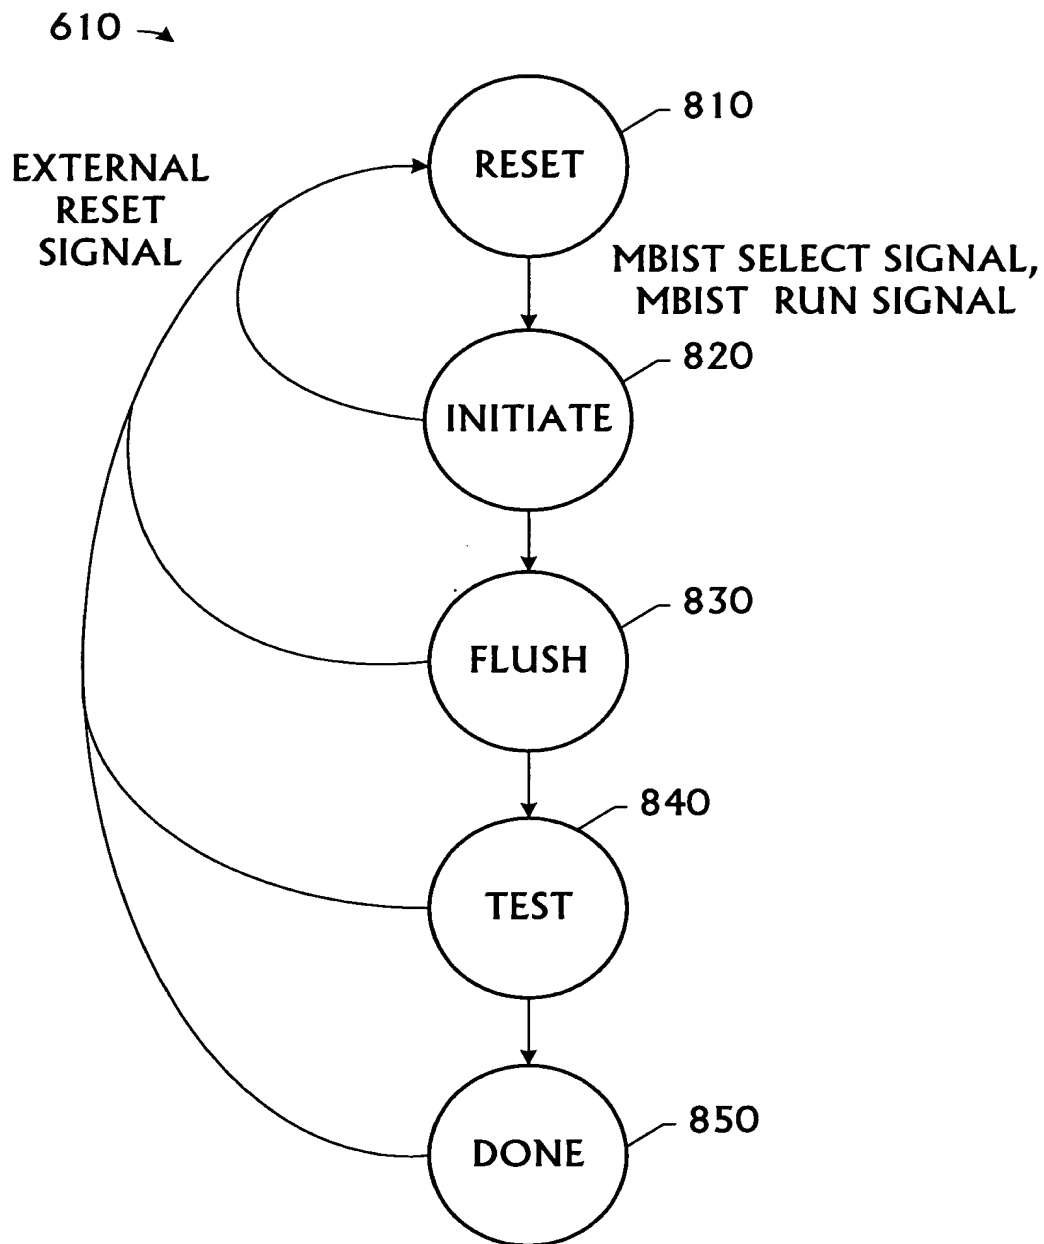 610
810
RESET
EXTERNAL
RESET
SIGNAL
MBIST SELECT SIGNAL,
MBIST RUN SIGNAL
820
INITIATE
830
FLUSH
840
TEST
850
DONE